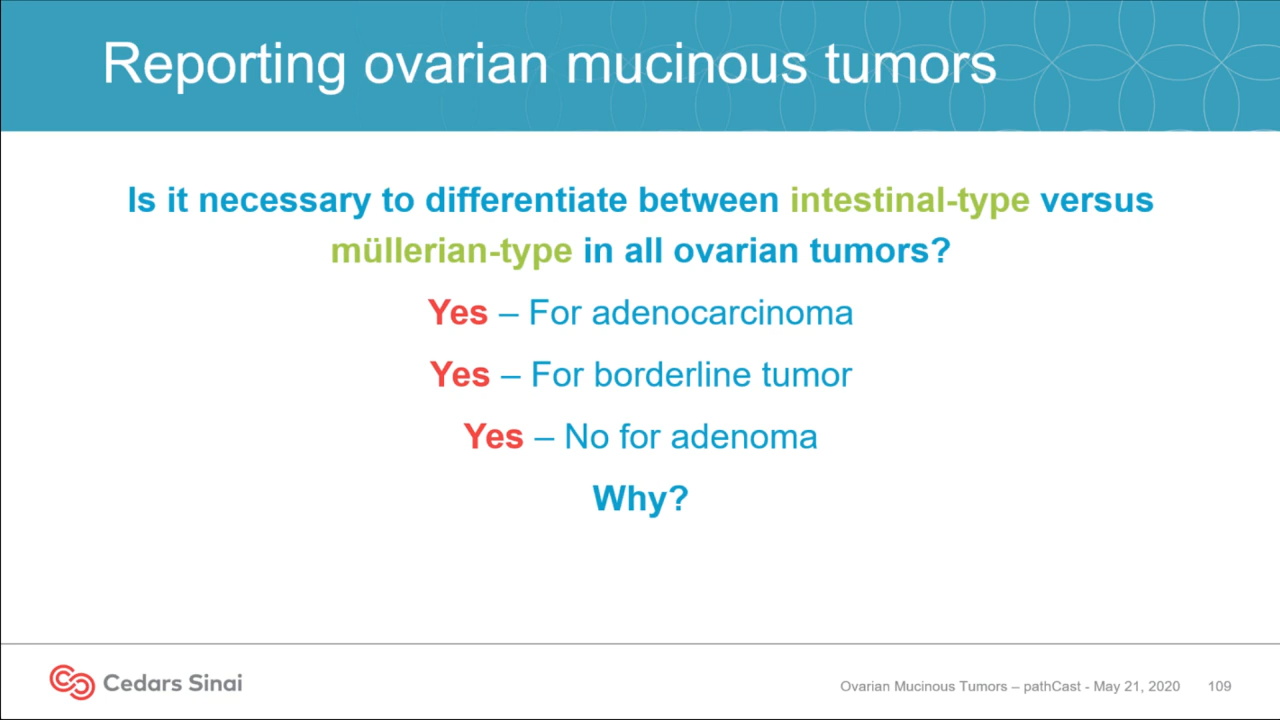 Reporting ovarian mucinous tumors
Is it necessary to differentiate between intestinal-type versus
müllerian-type in all ovarian tumors?
Yes – For adenocarcinoma
Yes – For borderline tumor
Yes – No for adenoma
Why?
Cedars Sinai
Ovarian Mucinous Tumors – pathCast - May 21, 2020 109